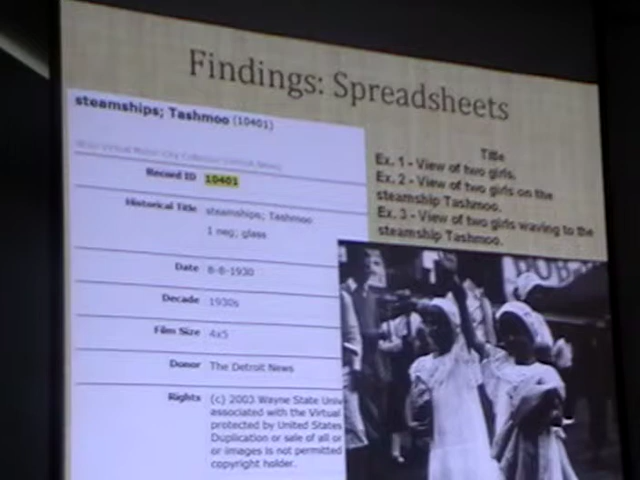 Findings: Spreadsheets
steamships; Tashmoo (10401)
Record ID 10401
Historical Title steamships; Tashmoo
1 neg; glass
Date 8-8-1930
Decade 1930s
Film Size 4x5
Donor The Detroit News
Rights (c) 2003 Wayne State Univ
associated with the Virtual
protected by United States
Duplication or sale of all or
or images is not permitted
copyright holder.
Title
Ex. 1 - View of two girls.
Ex. 2 - View of two girls on the
steamship Tashmoo.
Ex. 3 - View of two girls waving to the
steamship Tashmoo.